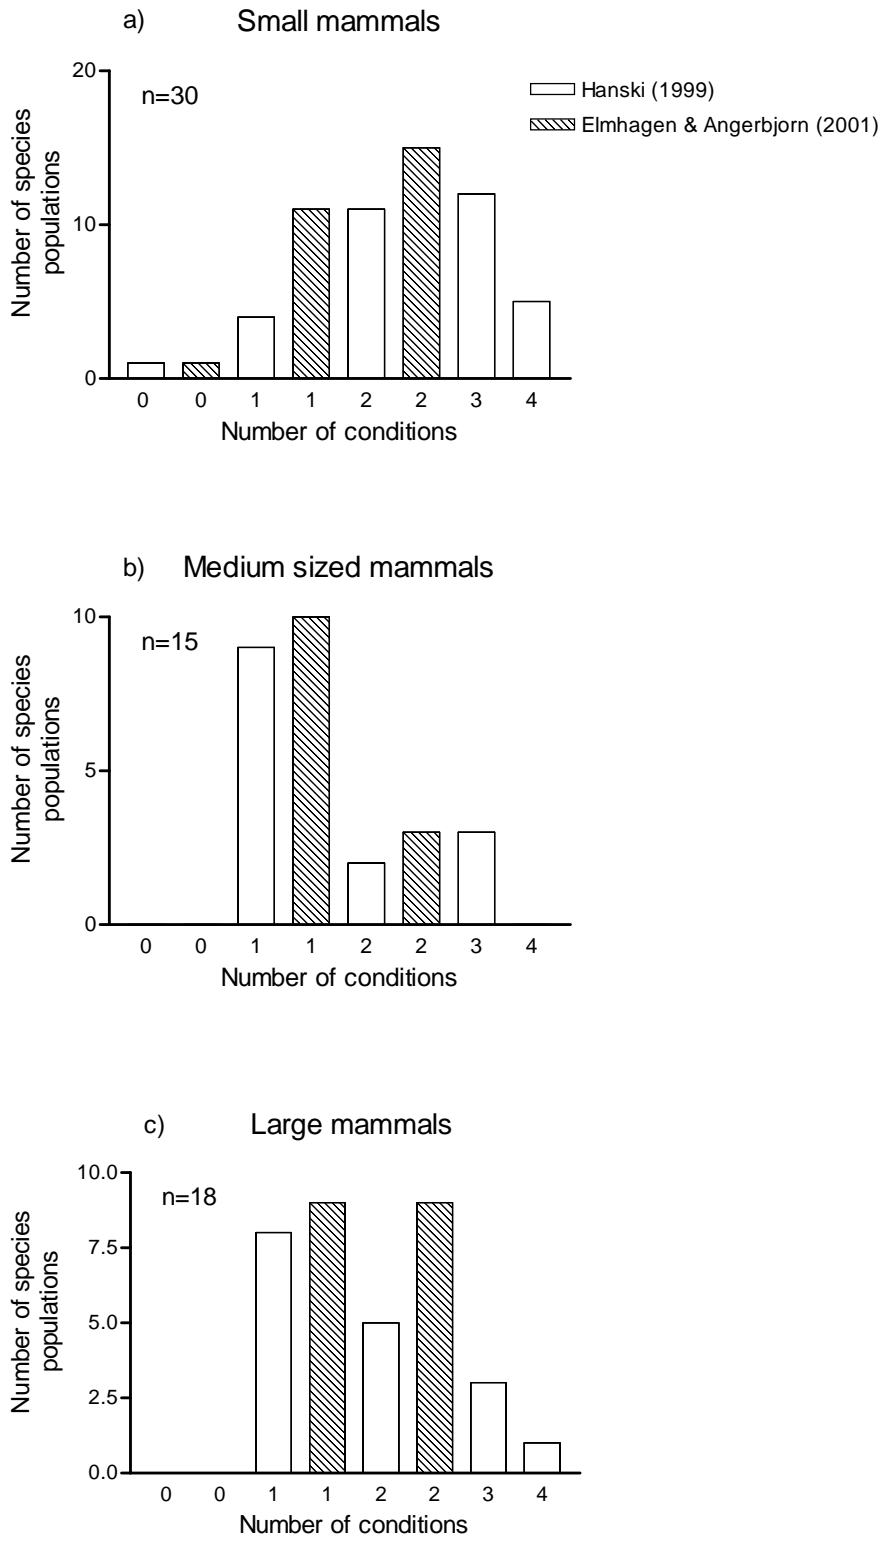 a) Small mammals
20
n=30
Hanski (1999)
Elmhagen & Angerbjorn (2001)
Number of species
populations
10
0
0 0 1 1 2 2 3 4
Number of conditions
b) Medium sized mammals
10
n=15
Number of species
populations
5
0
0 0 1 1 2 2 3 4
Number of conditions
c) Large mammals
10.0
n=18
7.5
Number of species
populations
5.0
2.5
0.0
0 0 1 1 2 2 3 4
Number of conditions